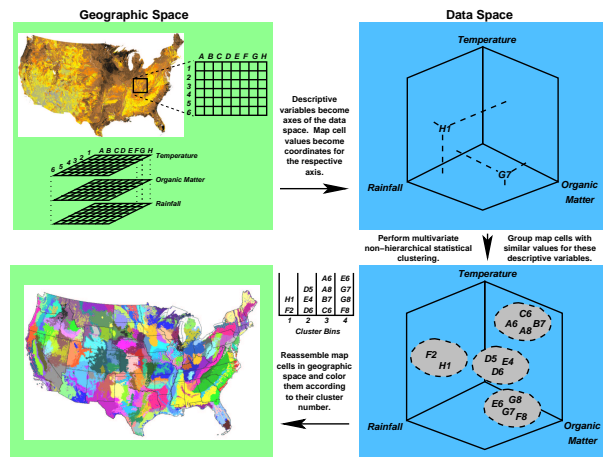 Geographic Space
Data Space
A B C D E F G H
1
2
3
4
5
6
Descriptive
variables become
axes of the data
space. Map cell
values become
coordinates for
the respective
axis.
Temperature
H1
G7
Rainfall
Organic
Matter
6 5 4 3 2 1 A B C D E F G H
Temperature
Organic Matter
Rainfall
Perform multivariate
non−hierarchical statistical
clustering.
Group map cells with
similar values for these
descriptive variables.
A6 E6
D5 A8 G7
H1 E4 B7 G8
F2 D6 C6 F8
1 2 3 4
Cluster Bins
Reassemble map
cells in geographic
space and color
them according
to their cluster
number.
Temperature
C6
A6 B7
A8
F2
H1
D5 E4
D6
E6 G8
G7 F8
Rainfall
Organic
Matter